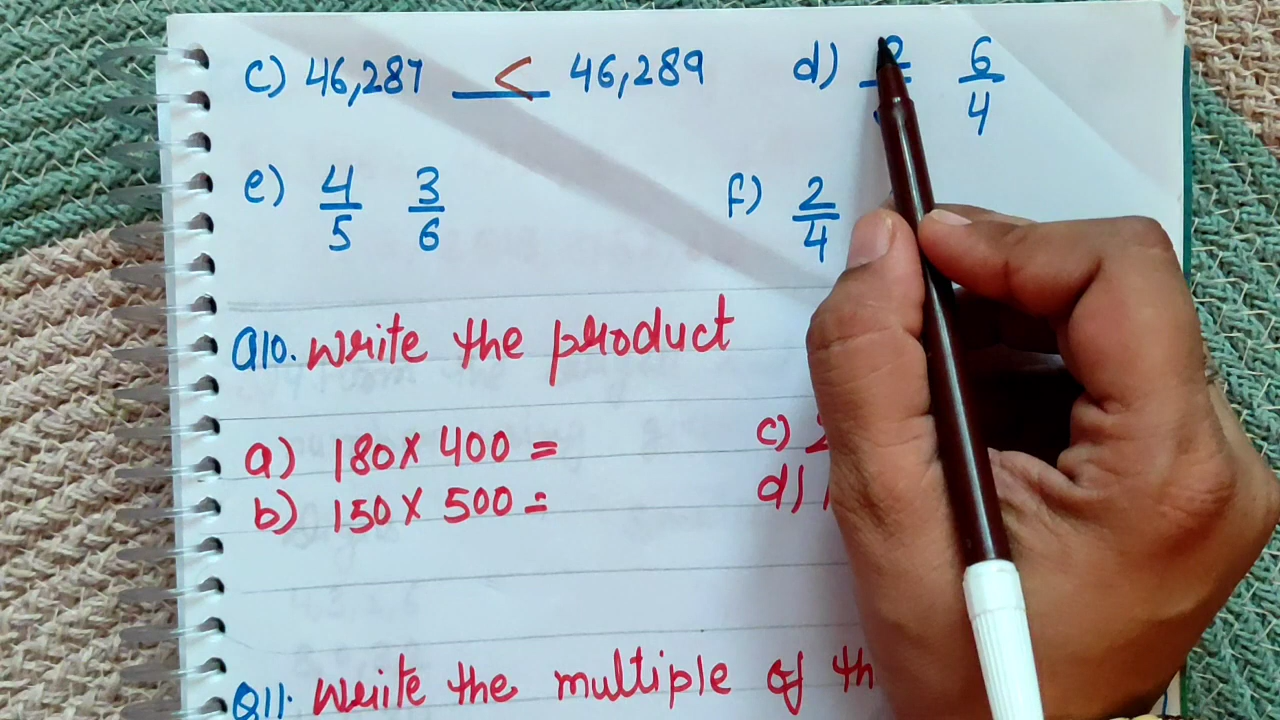 c) 46,287 < 46,289 d) 6/4
e) 4/5 3/6 f) 2/4
Q10. Write the product
a) 180 x 400 = c)
b) 150 x 500 = d)
Q11. Write the multiple of